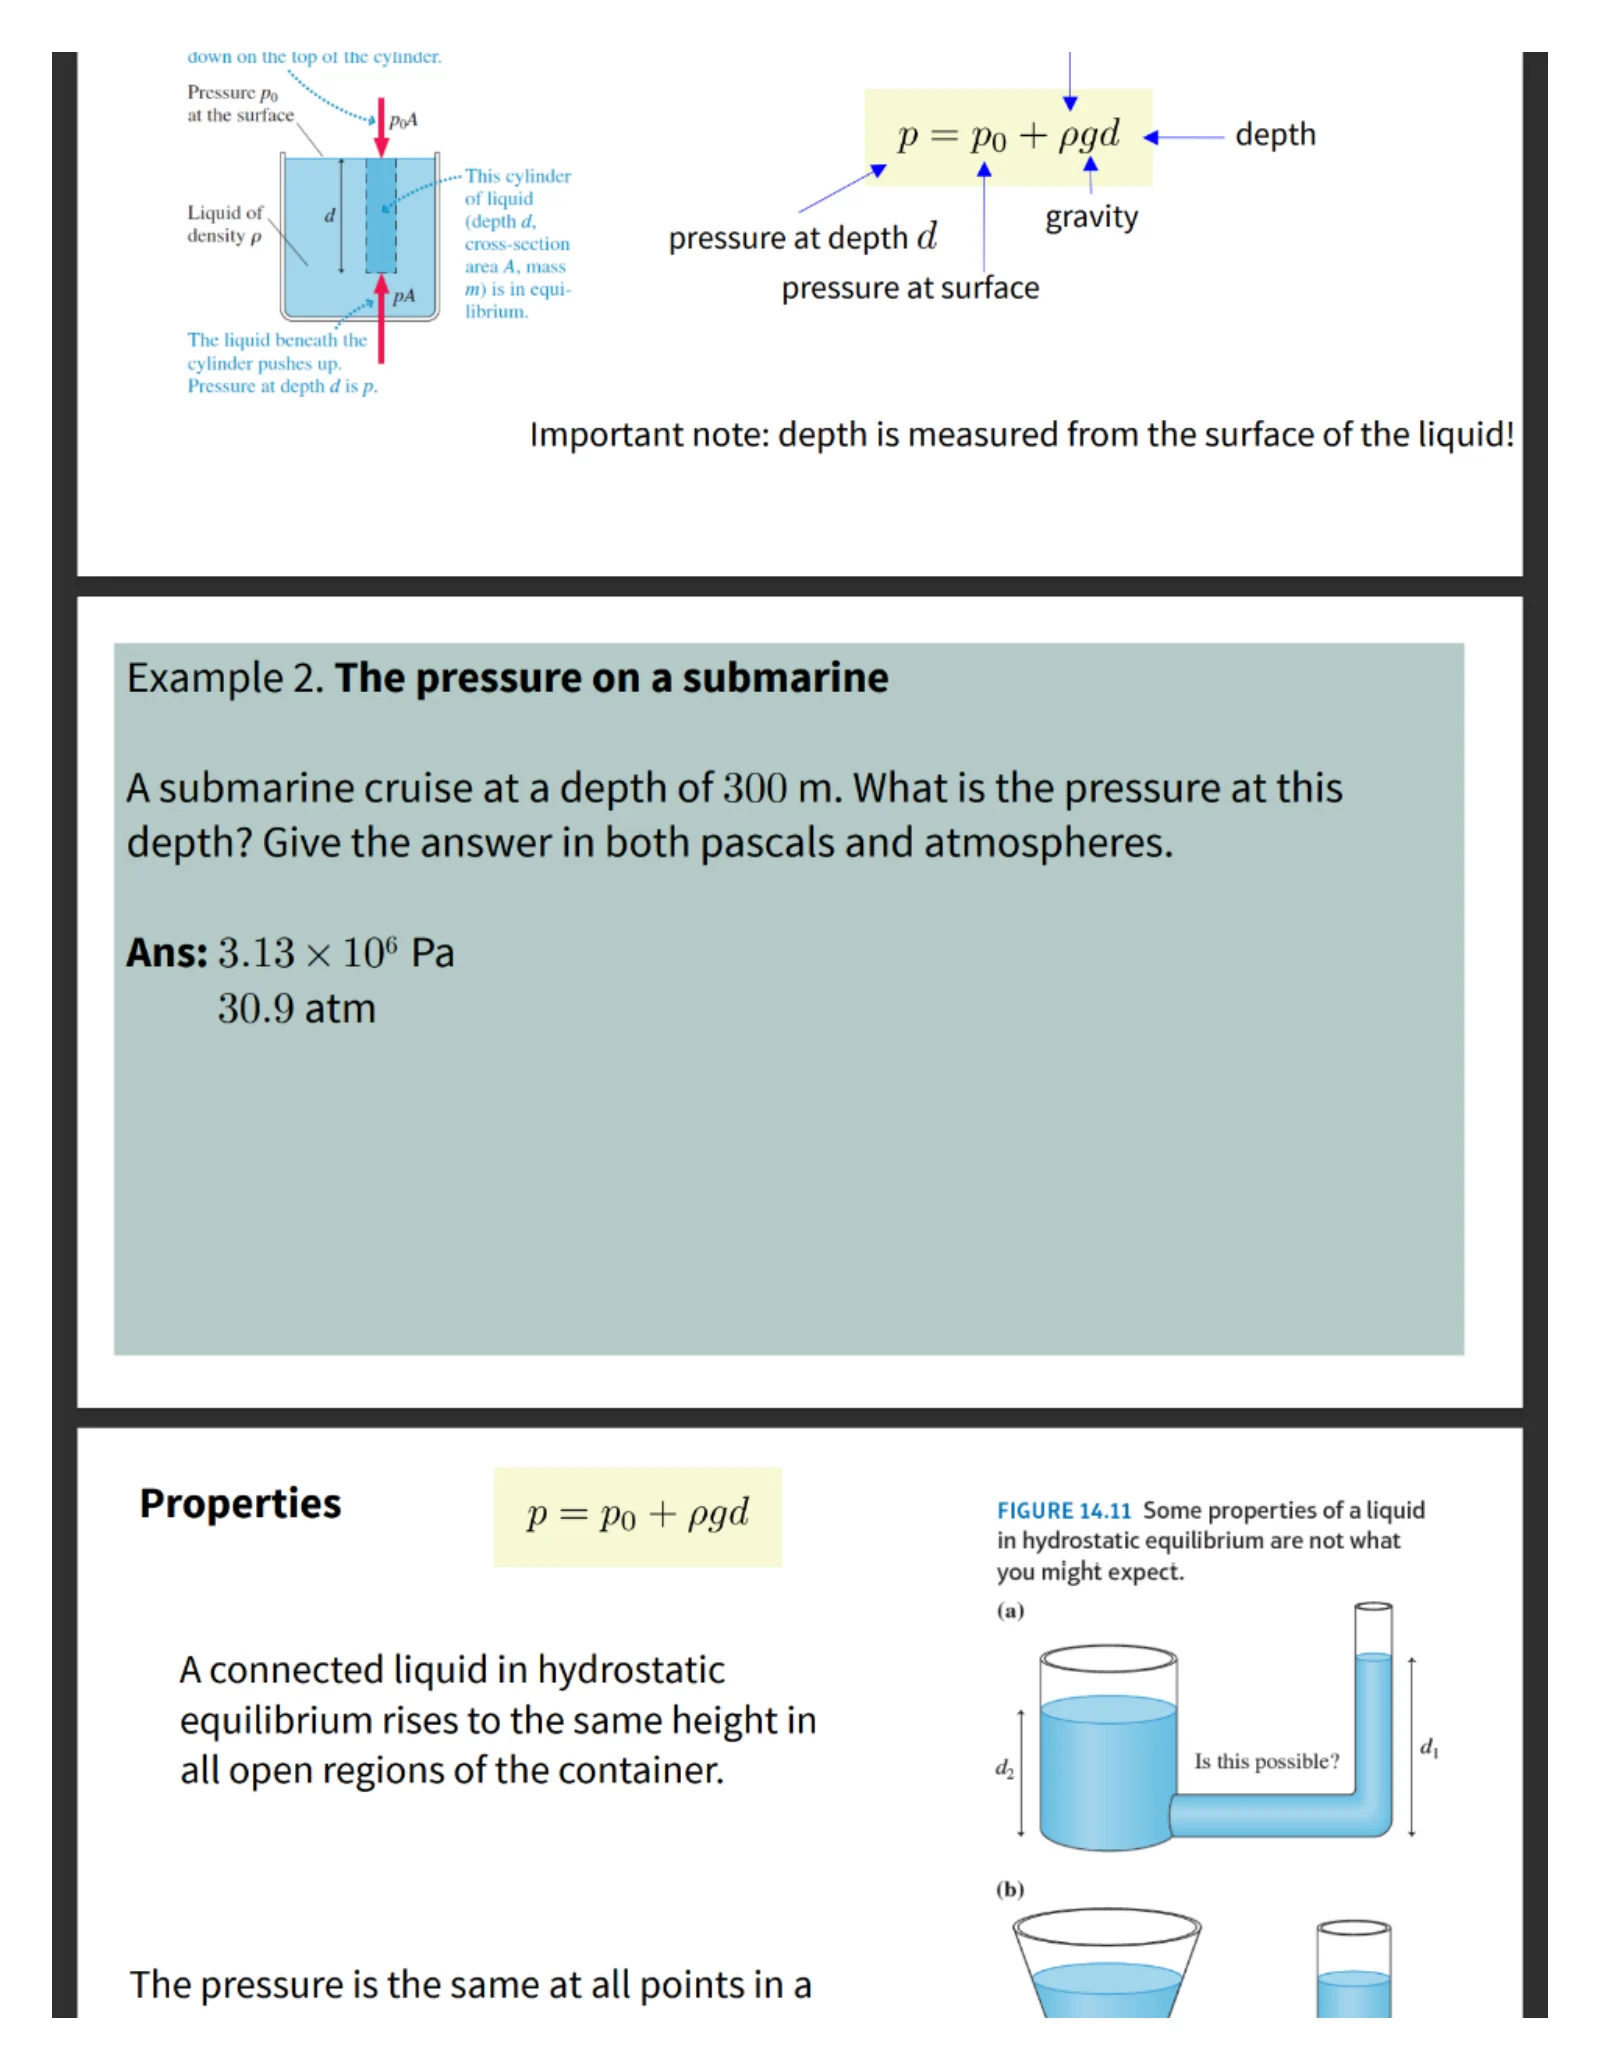 down on the top of the cylinder.
Pressure p₀
at the surface
p₀A
This cylinder
of liquid
(depth d,
cross-section
area A, mass
m) is in equi-
librium.
Liquid of
density ρ
d
pA
The liquid beneath the
cylinder pushes up.
Pressure at depth d is p.
p = p₀ + ρgd
depth
gravity
pressure at depth d
pressure at surface
Important note: depth is measured from the surface of the liquid!
Example 2. The pressure on a submarine
A submarine cruise at a depth of 300 m. What is the pressure at this
depth? Give the answer in both pascals and atmospheres.
Ans: 3.13 × 10⁶ Pa
30.9 atm
Properties
p = p₀ + ρgd
A connected liquid in hydrostatic
equilibrium rises to the same height in
all open regions of the container.
The pressure is the same at all points in a
FIGURE 14.11 Some properties of a liquid
in hydrostatic equilibrium are not what
you might expect.
(a)
d₂
Is this possible?
d₁
(b)